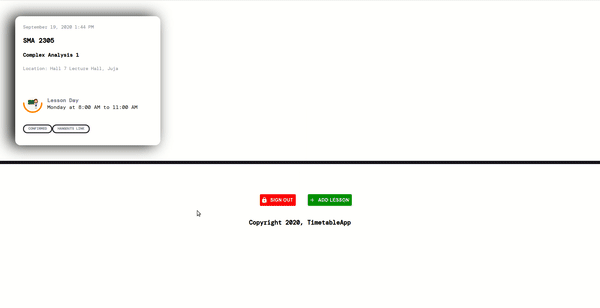 September 19, 2020 1:44 PM
SMA 2305
Complex Analysis 1
Location: Hall 7 Lecture Hall, Juja
Lesson Day
Monday at 8:00 AM to 11:00 AM
CONFIRMED
HANGOUTS LINK
SIGN OUT
+ ADD LESSON
Copyright 2020, TimetableApp